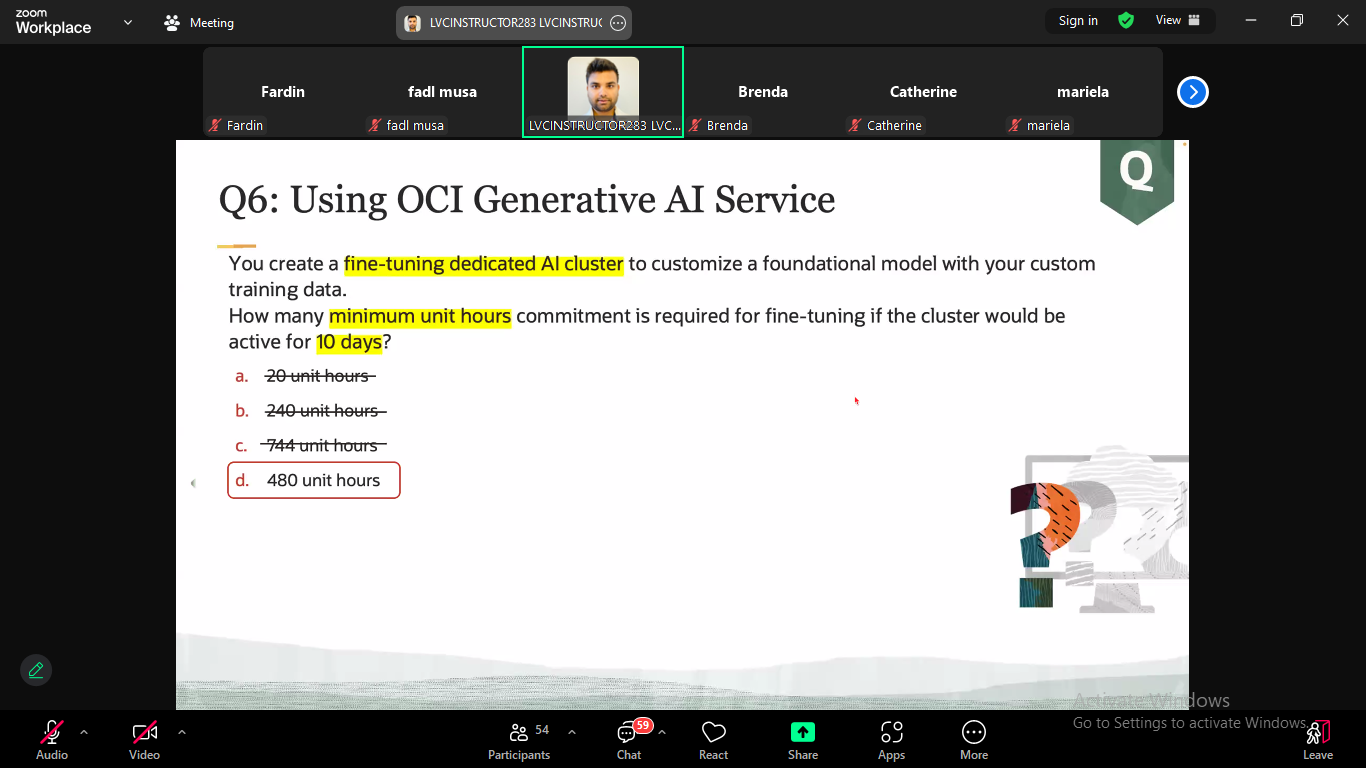 zoom
Workplace
Meeting
LVCINSTRUCTOR283 LVCINSTRUC
Sign in
View
Fardin
fadl musa
Brenda
Catherine
mariela
Fardin
fadl musa
LVCINSTRUCTOR283 LVC...
Brenda
Catherine
mariela
Q
Q6: Using OCI Generative AI Service
You create a fine-tuning dedicated AI cluster to customize a foundational model with your custom
training data.
How many minimum unit hours commitment is required for fine-tuning if the cluster would be
active for 10 days?
a. 20 unit hours
b. 240 unit hours
c. 744 unit hours
d. 480 unit hours
Activate Windows
Go to Settings to activate Windows.
Audio
Video
54
Participants
59
Chat
React
Share
Apps
More
Leave